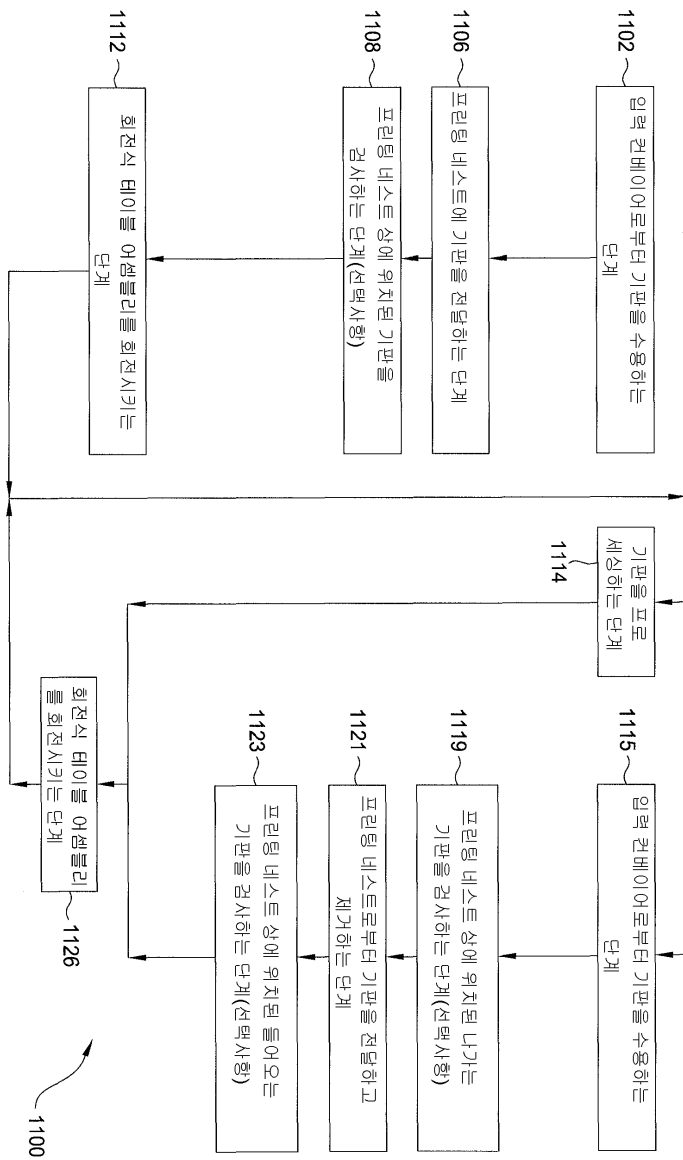 1102
입력 컨베이어로부터 기판을 수용하는
단계
1106
프린팅 네스트에 기판을 전달하는 단계
1108
프린팅 네스트 상에 위치된 기판을
검사하는 단계(선택사항)
1112
회전식 테이블 어셈블리를 회전시키는
단계
기판을 프로
세싱하는 단계
1114
1115
입력 컨베이어로부터 기판을 수용하는
단계
1119
프린팅 네스트 상에 위치된 나가는
기판을 검사하는 단계(선택사항)
1121
프린팅 네스트로부터 기판을 전달하고
제거하는 단계
1123
프린팅 네스트 상에 위치된 들어오는
기판을 검사하는 단계(선택사항)
회전식 테이블 어셈블리
를 회전시키는 단계
1126
1100